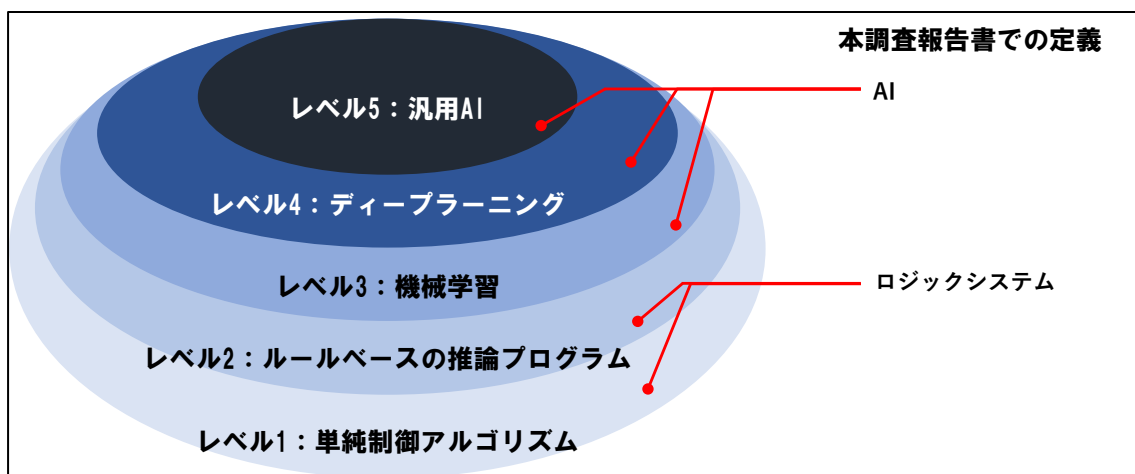 本調査報告書での定義
AI
レベル5：汎用AI
レベル4：ディープラーニング
レベル3：機械学習
ロジックシステム
レベル2：ルールベースの推論プログラム
レベル1：単純制御アルゴリズム